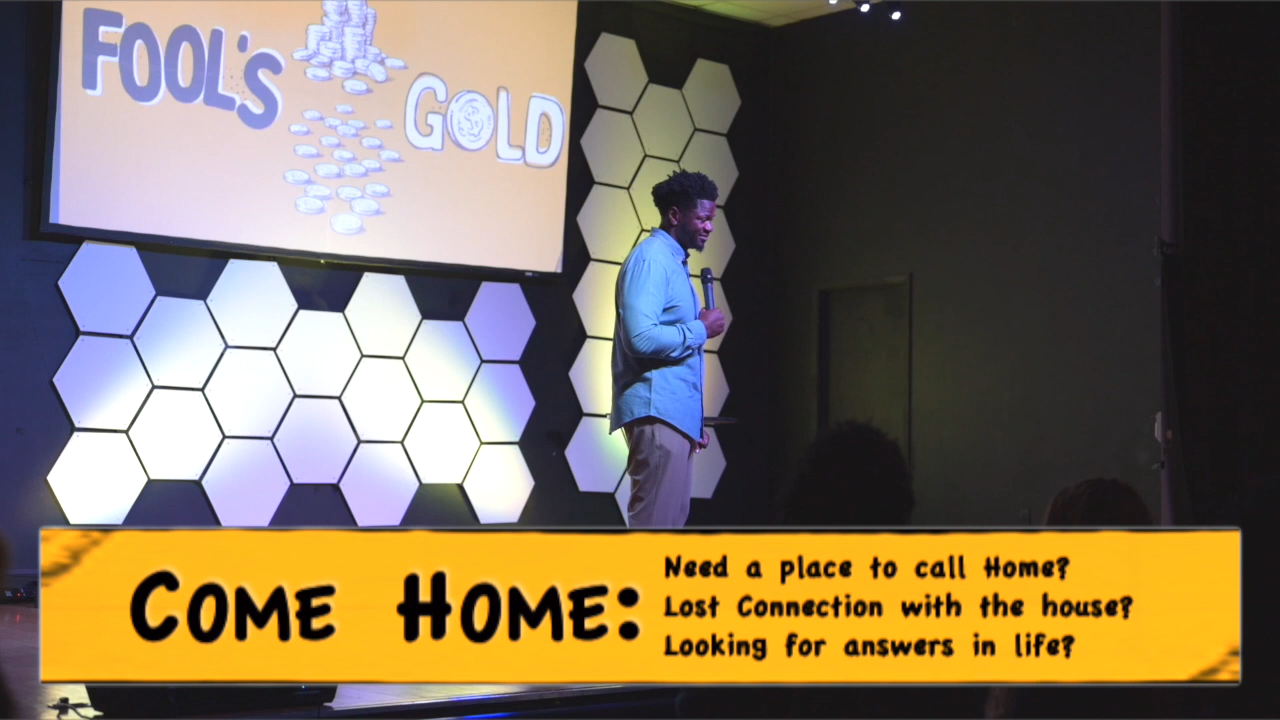 FOOL'S
GOLD
COME HOME:
Need a place to call Home?
Lost Connection with the house?
Looking for answers in life?